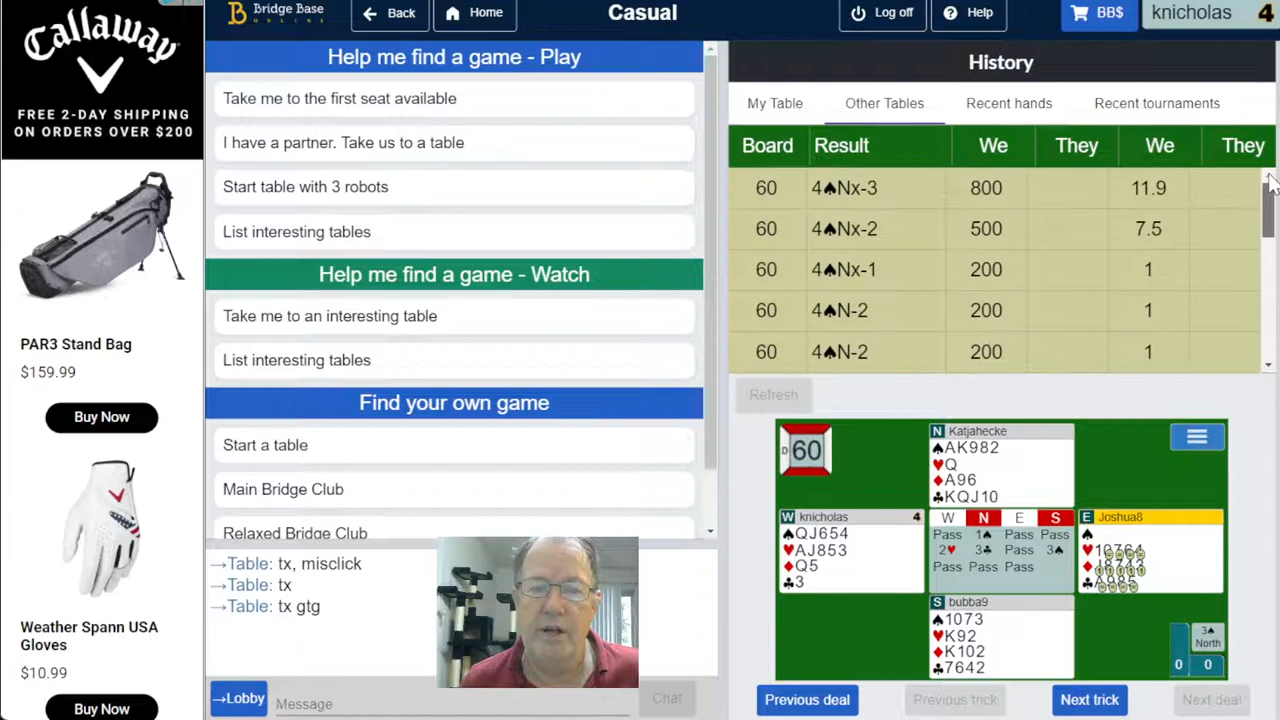 Callaway
FREE 2-DAY SHIPPING
ON ORDERS OVER $200
PAR3 Stand Bag
$159.99
Buy Now
Weather Spann USA
Gloves
$10.99
Buy Now
Bridge Base
ONLINE
Back
Home
Casual
Log off
Help
BB$
knicholas 4
Help me find a game - Play
Take me to the first seat available
I have a partner. Take us to a table
Start table with 3 robots
List interesting tables
Help me find a game - Watch
Take me to an interesting table
List interesting tables
Find your own game
Start a table
Main Bridge Club
Relaxed Bridge Club
→Table: tx, misclick
→Table: tx
→Table: tx gtg
→Lobby
Message
Chat
History
My Table Other Tables Recent hands Recent tournaments
Board Result We They We They
60 4♠Nx-3 800 11.9
60 4♠Nx-2 500 7.5
60 4♠Nx-1 200 1
60 4♠N-2 200 1
60 4♠N-2 200 1
Refresh
D 60
N Katjahecke
♠AK982
♥Q
♦A96
♣KQJ10
W knicholas 4
♠QJ654
♥AJ853
♦Q5
♣3
W N E S
Pass 1♠ Pass Pass
2♥ 3♣ Pass 3♠
Pass Pass Pass
E Joshua8
♠
♥10764
♦J8743
♣A985
S bubba9
♠1073
♥K92
♦K102
♣7642
3♠
North
0 0
Previous deal
Previous trick
Next trick
Next deal